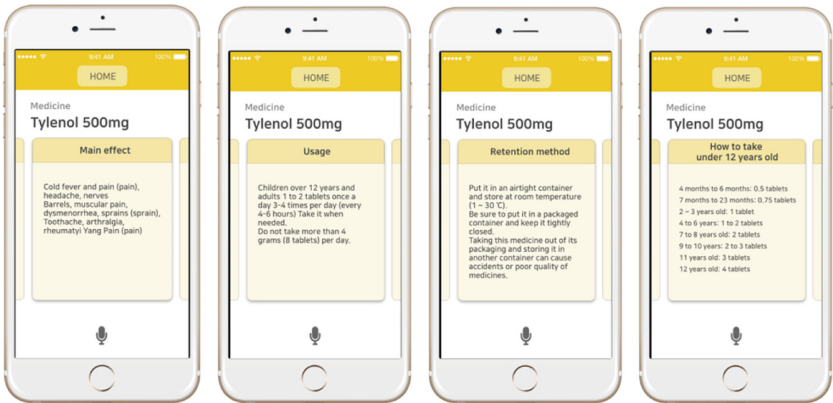 9:41 AM 100%
HOME
Medicine
Tylenol 500mg
Main effect
Cold fever and pain (pain),
headache, nerves
Barrels, muscular pain,
dysmenorrhea, sprains (sprain),
Toothache, arthralgia,
rheumatyi Yang Pain (pain)
9:41 AM 100%
HOME
Medicine
Tylenol 500mg
Usage
Children over 12 years and
adults 1 to 2 tablets once a
day 3-4 times per day (every
4-6 hours) Take it when
needed.
Do not take more than 4
grams (8 tablets) per day.
9:41 AM 100%
HOME
Medicine
Tylenol 500mg
Retention method
Put it in an airtight container
and store at room temperature
(1 ~ 30 ℃).
Be sure to put it in a packaged
container and keep it tightly
closed.
Taking this medicine out of its
packaging and storing it in
another container can cause
accidents or poor quality of
medicines.
9:41 AM 100%
HOME
Medicine
Tylenol 500mg
How to take
under 12 years old
4 months to 6 months: 0.5 tablets
7 months to 23 months: 0.75 tablets
2 ~ 3 years old: 1 tablet
4 to 6 years: 1 to 2 tablets
7 to 8 years old: 2 tablets
9 to 10 years: 2 to 3 tablets
11 years old: 3 tablets
12 years old: 4 tablets